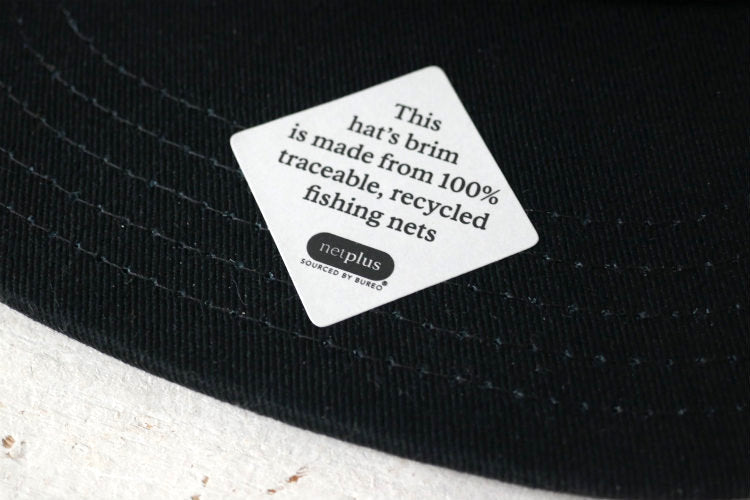 This
hat's brim
is made from 100%
traceable, recycled
fishing nets
netplus
SOURCED BY BUREO®